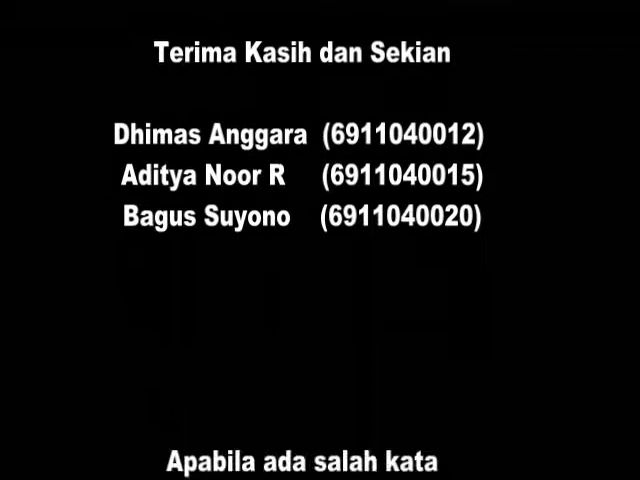 Terima Kasih dan Sekian
Dhimas Anggara (6911040012)
Aditya Noor R (6911040015)
Bagus Suyono (6911040020)
Apabila ada salah kata